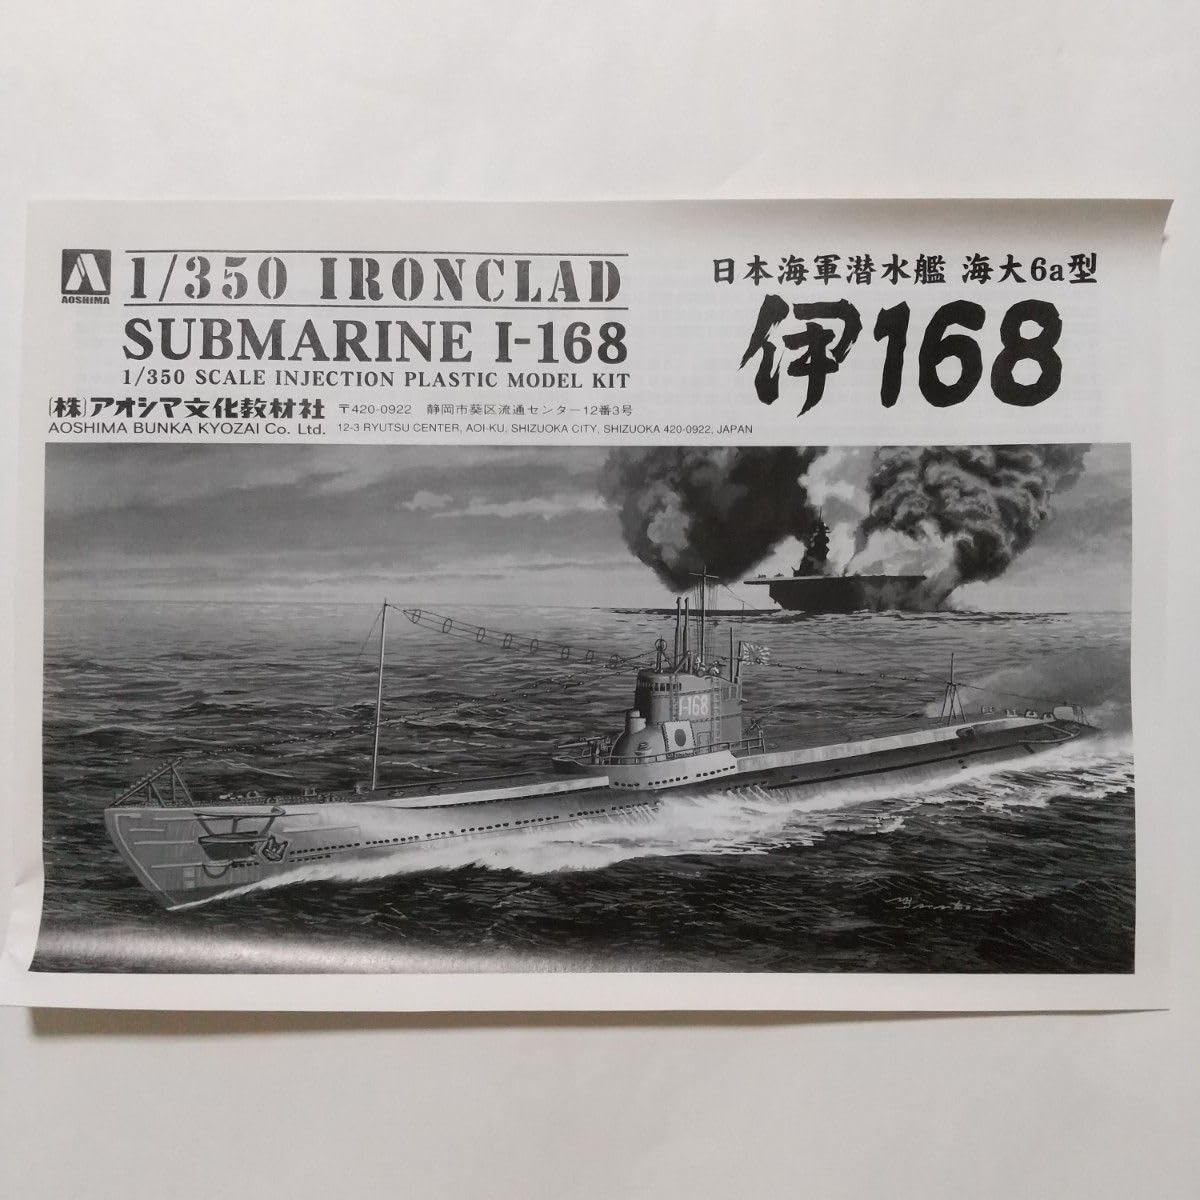 AOSHIMA
1/350 IRONCLAD
SUBMARINE I-168
1/350 SCALE INJECTION PLASTIC MODEL KIT
日本海軍潜水艦 海大6a型
伊168
(株)アオシマ文化教材社 〒420-0922 静岡市葵区流通センター12番3号
AOSHIMA BUNKA KYOZAI Co. Ltd. 12-3 RYUTSU CENTER, AOI-KU, SHIZUOKA CITY, SHIZUOKA 420-0922, JAPAN
I-168